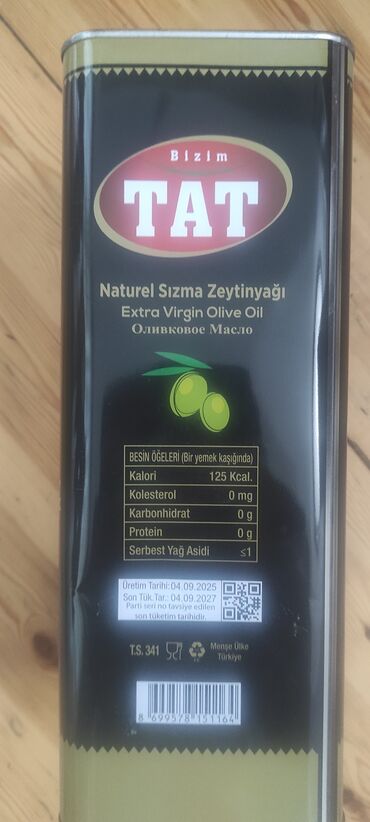 Bizim
TAT
Naturel Sızma Zeytinyağı
Extra Virgin Olive Oil
Оливковое Масло
BESİN ÖĞELERİ (Bir yemek kaşığında)
Kalori 125 Kcal.
Kolesterol 0 mg
Karbonhidrat 0 g
Protein 0 g
Serbest Yağ Asidi ≤1
Üretim Tarihi:04.09.2025
Son Tük.Tar.:04.09.2027
Parti seri no tavsiye edilen
son tüketim tarihidir.
T.S. 341
Menşe Ülke
Türkiye
8 699578 151164